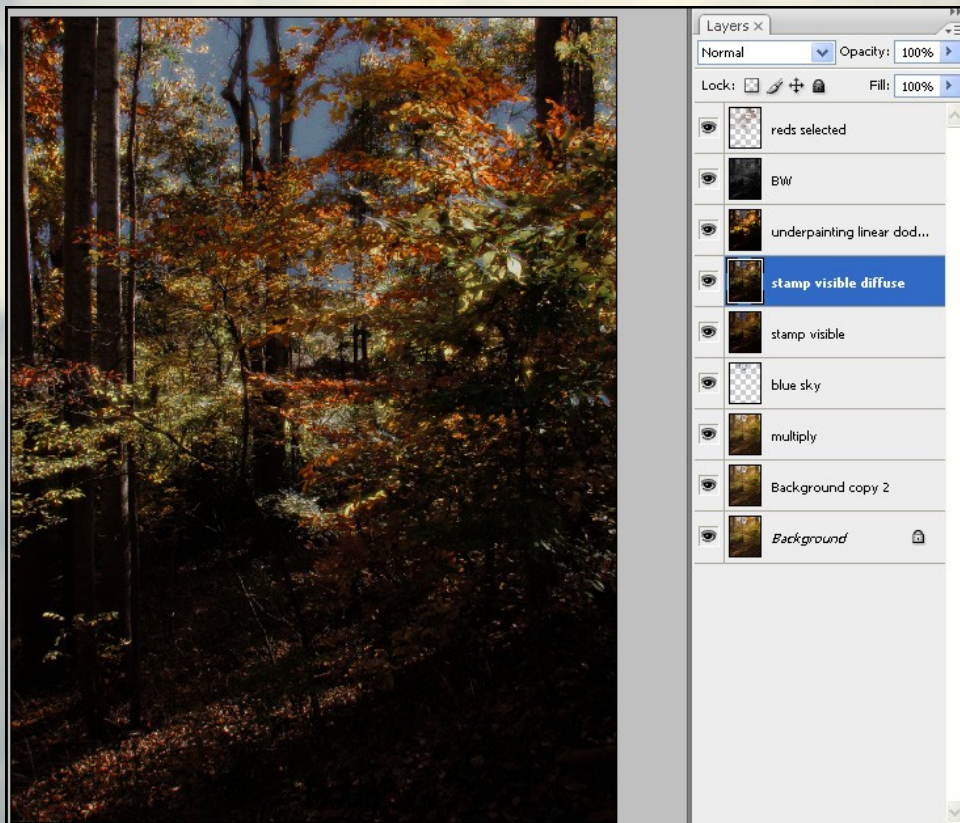 Layers ×
Normal Opacity: 100%
Lock: Fill: 100%
reds selected
BW
underpainting linear dod...
stamp visible diffuse
stamp visible
blue sky
multiply
Background copy 2
Background